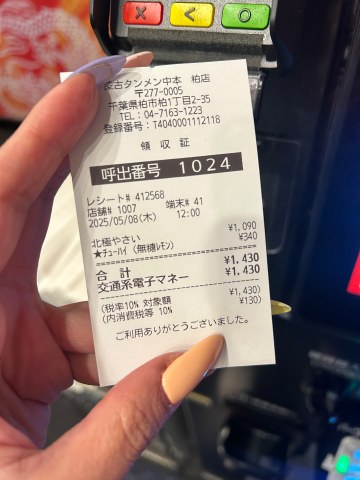 古タンメン中本 柏店
〒277-0005
千葉県柏市柏1丁目2-35
TEL：04-7163-1223
登録番号：T4040001112118
領 収 証
呼出番号 1024
レシート# 412568
店舗# 1007 端末# 41
2025/05/08(木) 12:00
北極やさい ¥1,090
★ﾁｭｰﾊｲ（無糖ﾚﾓﾝ） ¥340
合 計 ¥1,430
交通系電子マネー ¥1,430
(税率10% 対象額 ¥1,430)
(内消費税等 10% ¥130)
ご利用ありがとうございました。